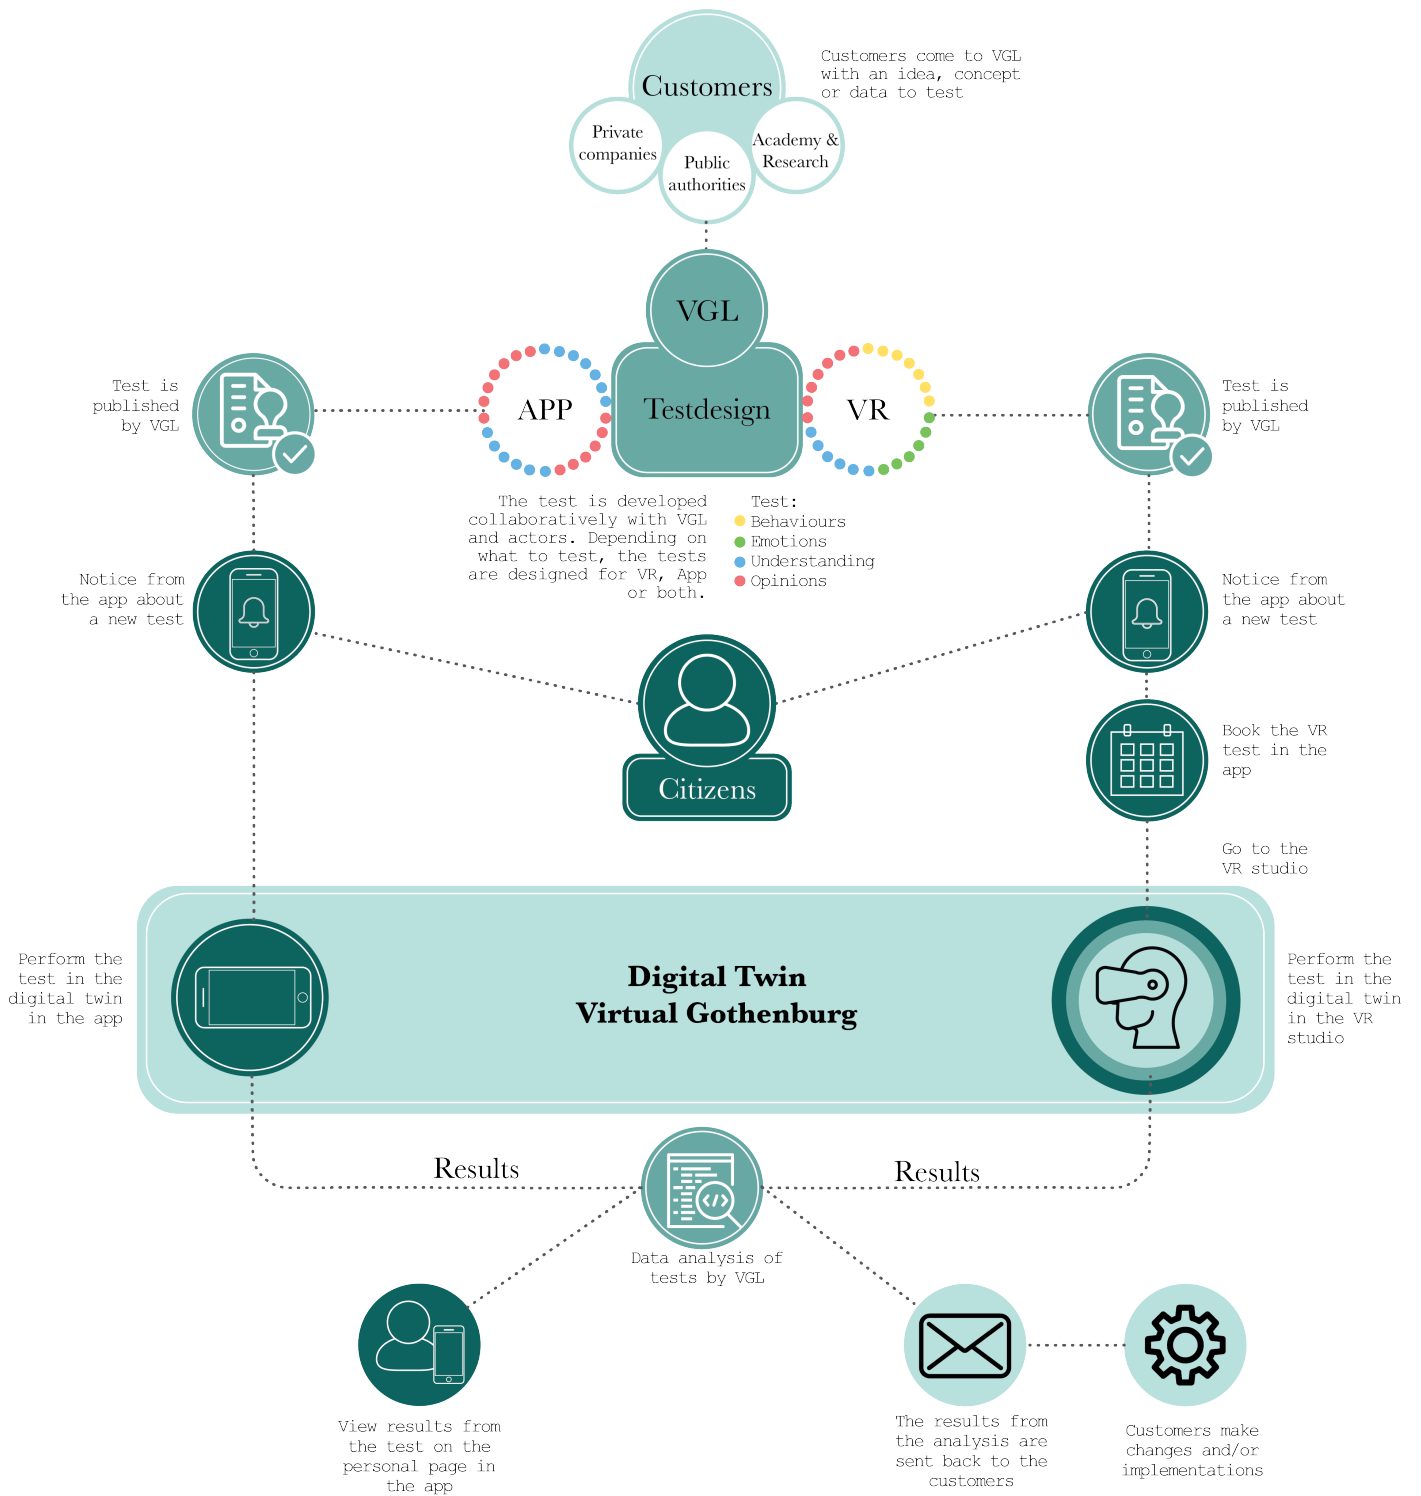 Customers
Customers come to VGL
with an idea, concept
or data to test
Private
companies
Public
authorities
Academy &
Research
VGL
Testdesign
APP
VR
Test is
published
by VGL
Test is
published
by VGL
The test is developed
collaboratively with VGL
and actors. Depending on
what to test, the tests
are designed for VR, App
or both.
Test:
Behaviours
Emotions
Understanding
Opinions
Notice from
the app about
a new test
Notice from
the app about
a new test
Citizens
Book the VR
test in the
app
Go to the
VR studio
Perform the
test in the
digital twin
in the app
Digital Twin
Virtual Gothenburg
Perform the
test in the
digital twin
in the VR
studio
Results
Results
Data analysis of
tests by VGL
View results from
the test on the
personal page in
the app
The results from
the analysis are
sent back to the
customers
Customers make
changes and/or
implementations